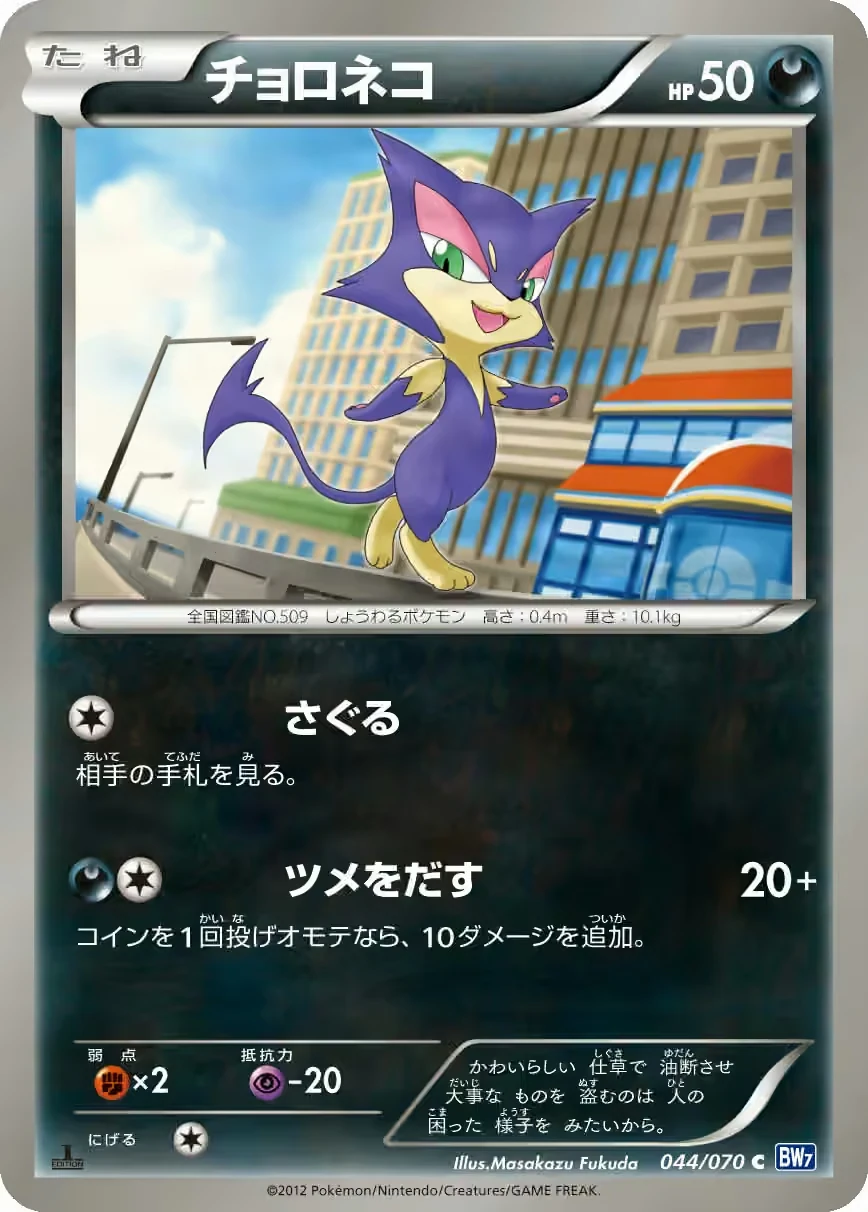 たね チョロネコ HP50
全国図鑑NO.509 しょうわるポケモン 高さ：0.4m 重さ：10.1kg
さぐる
相手の手札を見る。
ツメをだす 20+
コインを1回投げオモテなら、10ダメージを追加。
弱点 抵抗力
×2 -20
にげる
かわいらしい 仕草で 油断させ
大事な ものを 盗むのは 人の
困った 様子を みたいから。
1 EDITION
Illus.Masakazu Fukuda 044/070 C BW7
©2012 Pokémon/Nintendo/Creatures/GAME FREAK.